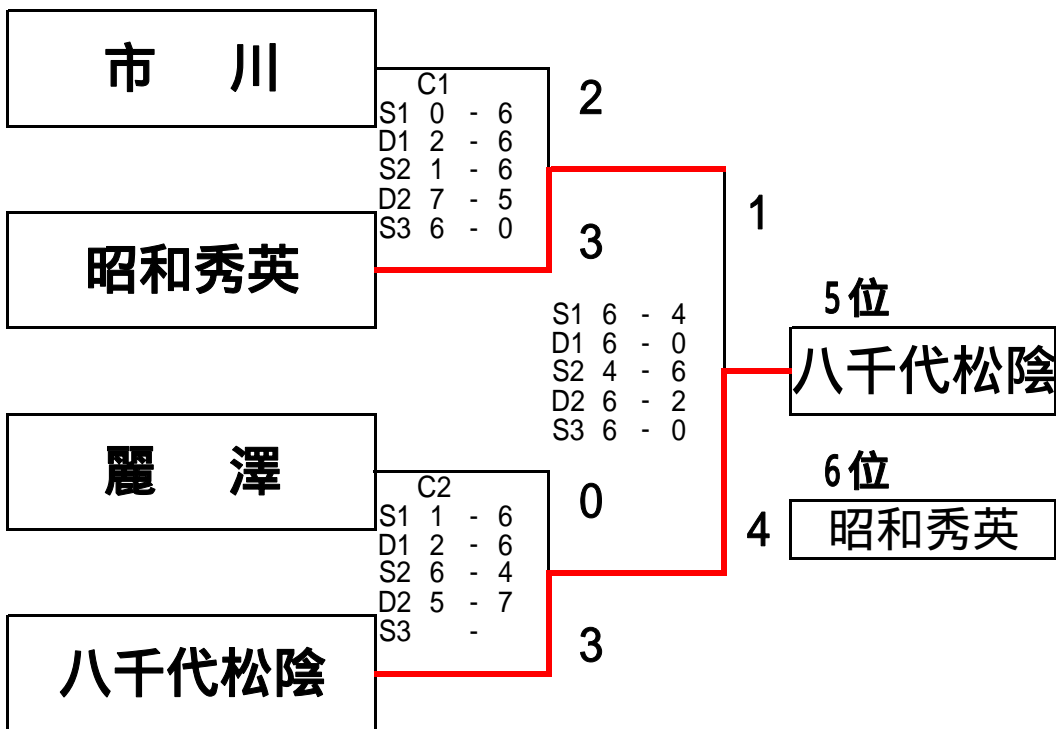 市 川
C1
S1 0 - 6
D1 2 - 6
S2 1 - 6
D2 7 - 5
S3 6 - 0
2
昭和秀英
3
1
S1 6 - 4
D1 6 - 0
S2 4 - 6
D2 6 - 2
S3 6 - 0
5位
八千代松陰
麗 澤
C2
S1 1 - 6
D1 2 - 6
S2 6 - 4
D2 5 - 7
S3 -
0
6位
昭和秀英
4
八千代松陰
3